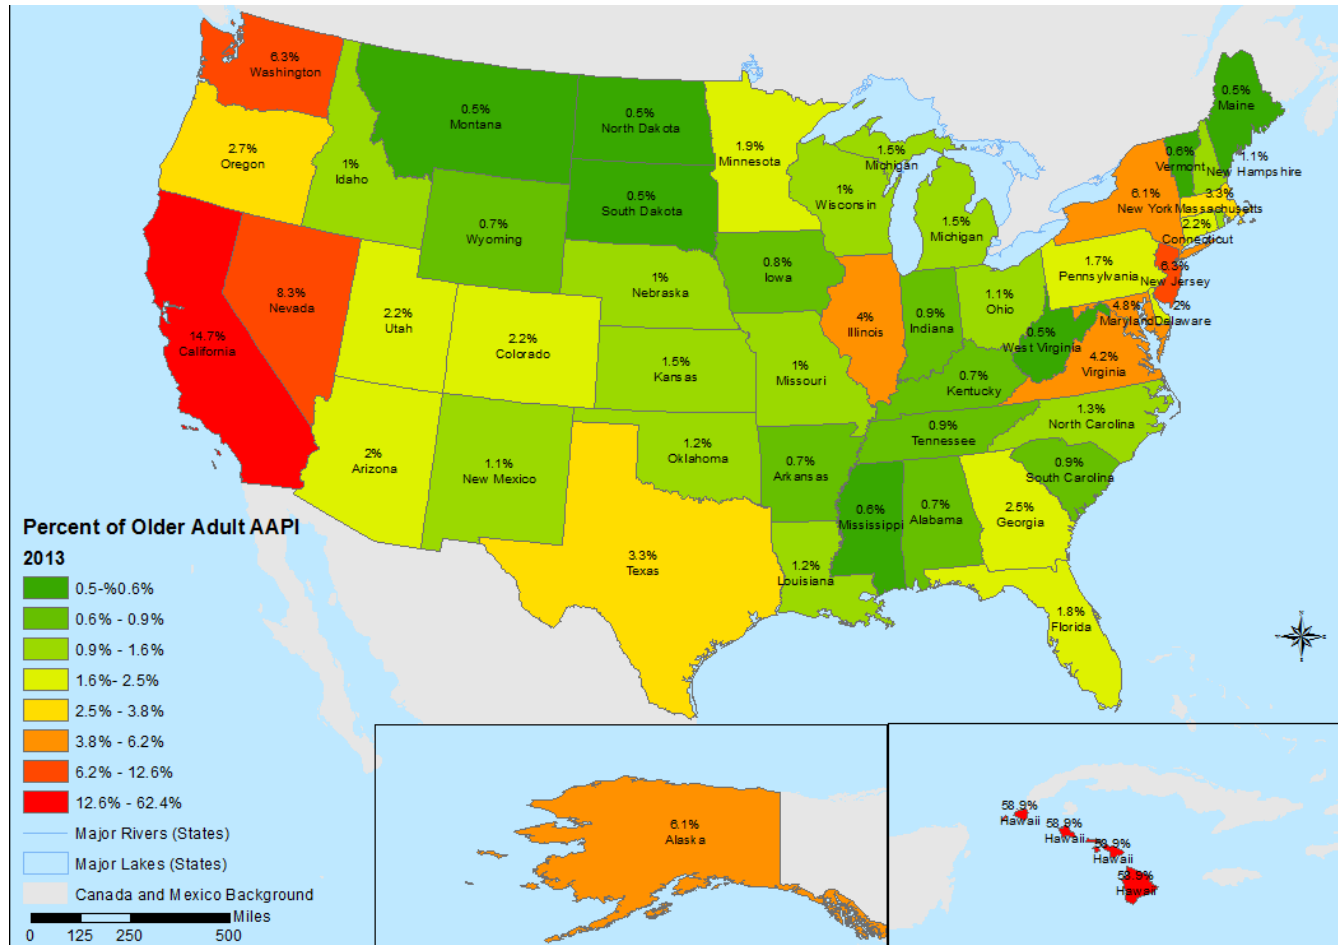 6.3%
Washington
0.5%
Montana
0.5%
North Dakota
1.9%
Minnesota
1.5%
Michigan
0.5%
Maine
0.6%
Vermont
1.1%
New Hampshire
2.7%
Oregon
1%
Idaho
0.7%
Wyoming
0.5%
South Dakota
1%
Wisconsin
1.5%
Michigan
6.1%
New York
3.3%
Massachusetts
2.2%
Connecticut
14.7%
California
8.3%
Nevada
2.2%
Utah
2.2%
Colorado
1%
Nebraska
0.8%
Iowa
4%
Illinois
0.9%
Indiana
1.1%
Ohio
1.7%
Pennsylvania
6.3%
New Jersey
4.8%
Maryland
2%
Delaware
0.5%
West Virginia
4.2%
Virginia
1.5%
Kansas
1%
Missouri
0.7%
Kentucky
1.3%
North Carolina
0.9%
Tennessee
0.9%
South Carolina
2%
Arizona
1.1%
New Mexico
1.2%
Oklahoma
0.7%
Arkansas
0.6%
Mississippi
0.7%
Alabama
2.5%
Georgia
3.3%
Texas
1.2%
Louisiana
1.8%
Florida
Percent of Older Adult AAPI
2013
0.5-%0.6%
0.6% - 0.9%
0.9% - 1.6%
1.6%- 2.5%
2.5% - 3.8%
3.8% - 6.2%
6.2% - 12.6%
12.6% - 62.4%
Major Rivers (States)
Major Lakes (States)
Canada and Mexico Background
Miles
0 125 250 500
6.1%
Alaska
58.9%
Hawaii
58.9%
Hawaii
58.9%
Hawaii
58.9%
Hawaii